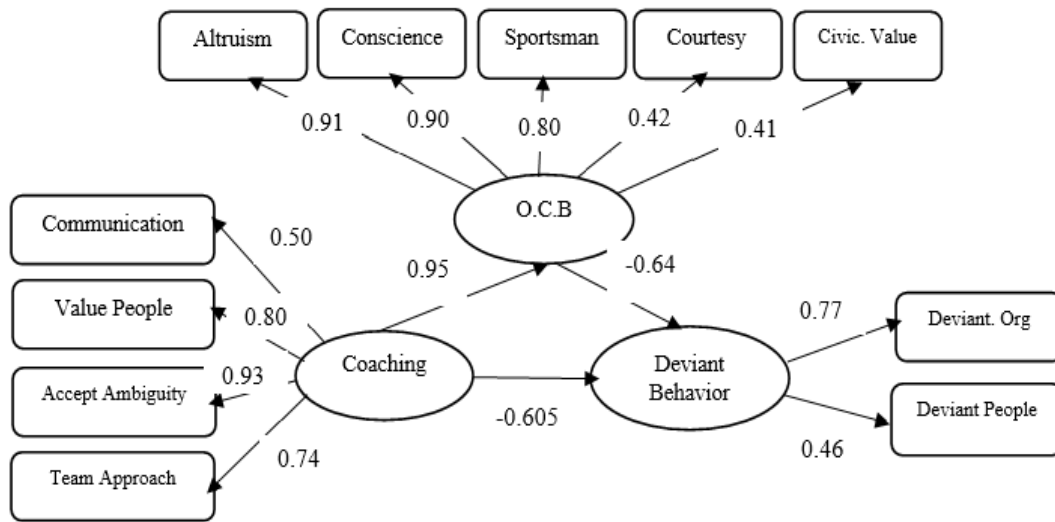 Altruism
Conscience
Sportsman
Courtesy
Civic. Value
0.91
0.90
0.80
0.42
0.41
O.C.B
Communication
0.50
0.95
-0.64
Value People
0.80
0.77
Deviant. Org
Coaching
Deviant
Behavior
Accept Ambiguity
0.93
Deviant People
-0.605
0.46
Team Approach
0.74